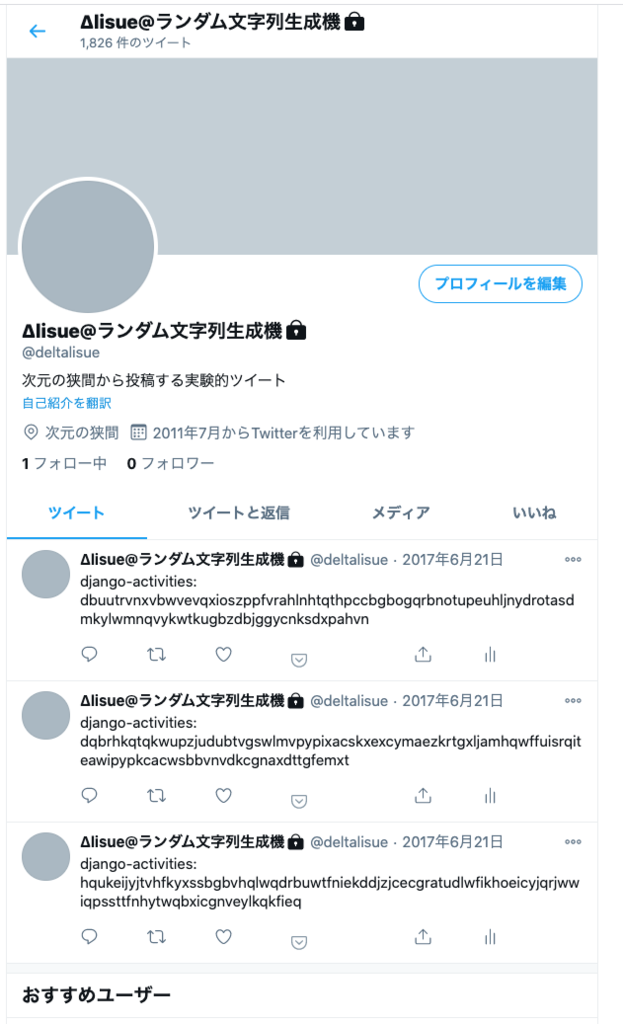 Δlisue@ランダム文字列生成機
1,826 件のツイート
プロフィールを編集
Δlisue@ランダム文字列生成機
@deltalisue
次元の狭間から投稿する実験的ツイート
自己紹介を翻訳
次元の狭間 2011年7月からTwitterを利用しています
1 フォロー中 0 フォロワー
ツイート ツイートと返信 メディア いいね
Δlisue@ランダム文字列生成機 @deltalisue · 2017年6月21日
django-activities:
dbuutrvnxvbwvevqxioszppfvrahlnhtqthpccbgbogqrbnotupeuhljnydrotasd
mkylwmnqvykwtkugbzdbjggycnksdxpahvn
Δlisue@ランダム文字列生成機 @deltalisue · 2017年6月21日
django-activities:
dqbrhkqtqkwupzjudubtvgswlmvpypixacskxexcymaezkrtgxljamhqwffuisrqit
eawipypkcacwsbbvnvdkcgnaxdttgfemxt
Δlisue@ランダム文字列生成機 @deltalisue · 2017年6月21日
django-activities:
hqukeijyjtvhfkyxssbgbvhqlwqdrbuwtfniekddjzjcecgratudlwfikhoeicyjqrjww
iqpssttfnhytwqbxicgnveylkqkfieq
おすすめユーザー